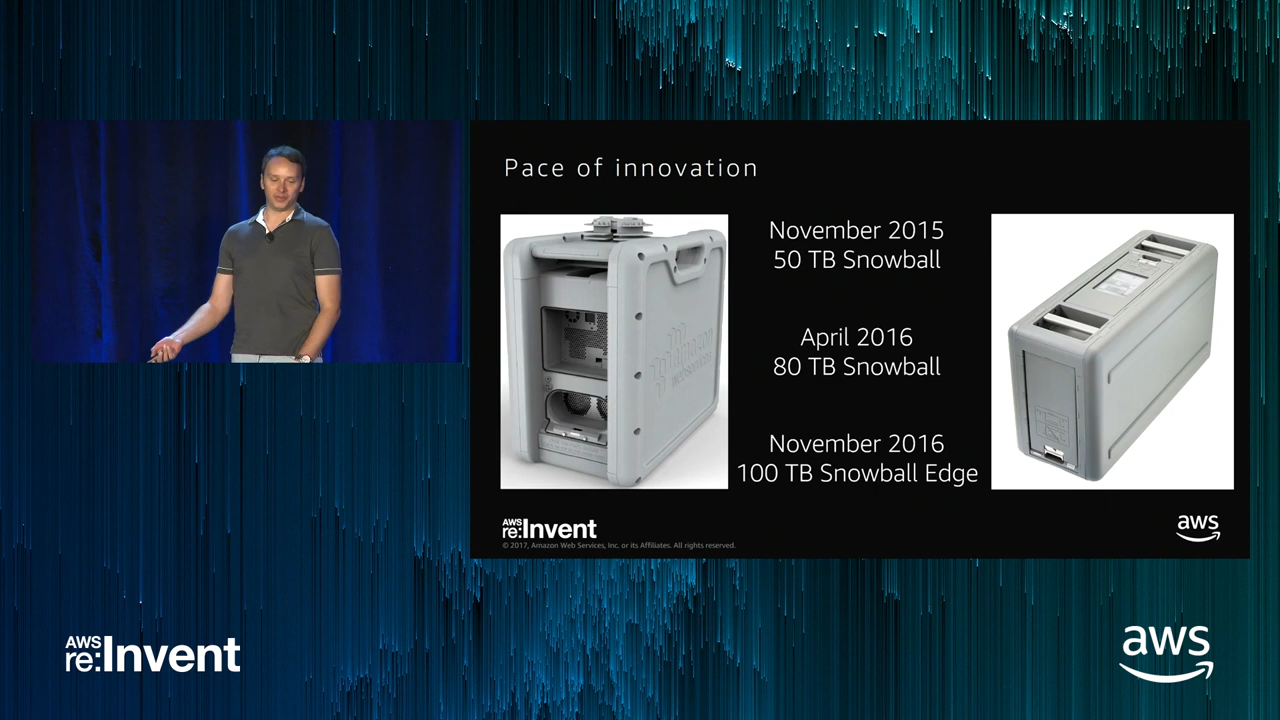 Pace of innovation
November 2015
50 TB Snowball
April 2016
80 TB Snowball
November 2016
100 TB Snowball Edge
amazon
webservices
AWS
re:Invent
© 2017, Amazon Web Services, Inc. or its Affiliates. All rights reserved.
aws
AWS
re:Invent
aws